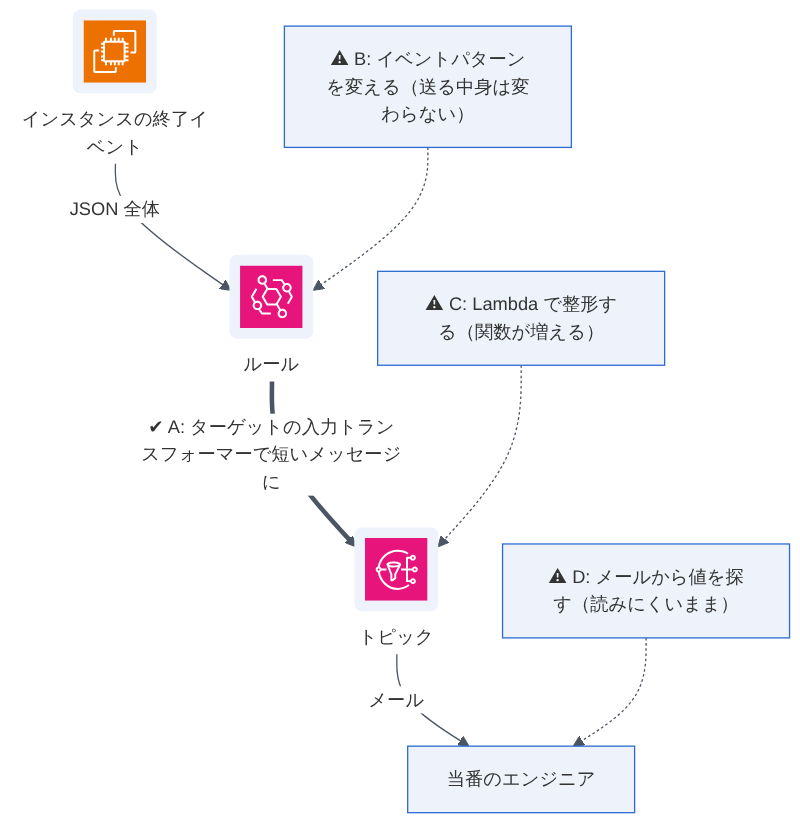 インスタンスの終了イ
ベント
⚠ B: イベントパターン
を変える（送る中身は変
わらない）
JSON 全体
ルール
⚠ C: Lambda で整形す
る（関数が増える）
✔ A: ターゲットの入力トラン
スフォーマーで短いメッセージ
に
トピック
⚠ D: メールから値を探
す（読みにくいまま）
メール
当番のエンジニア